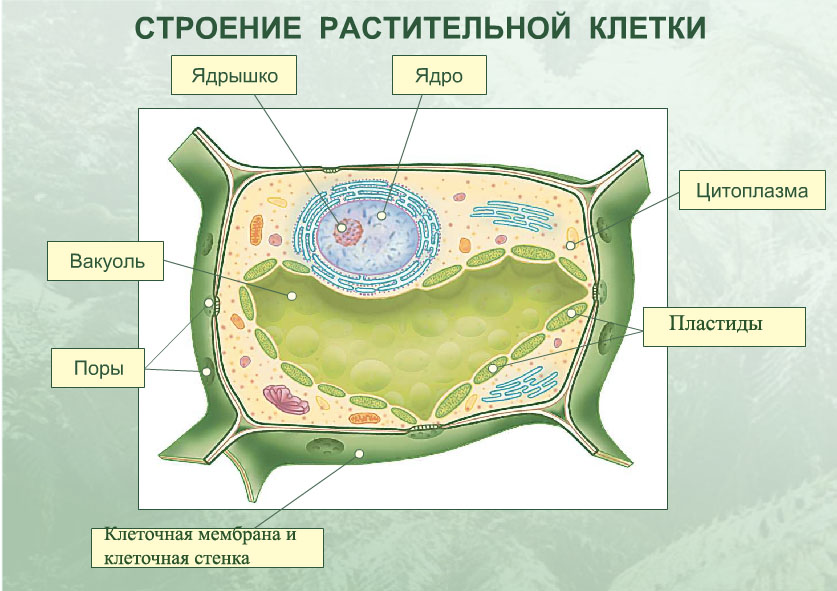 СТРОЕНИЕ РАСТИТЕЛЬНОЙ КЛЕТКИ
Ядрышко
Ядро
Цитоплазма
Вакуоль
Пластиды
Поры
Клеточная мембрана и
клеточная стенка